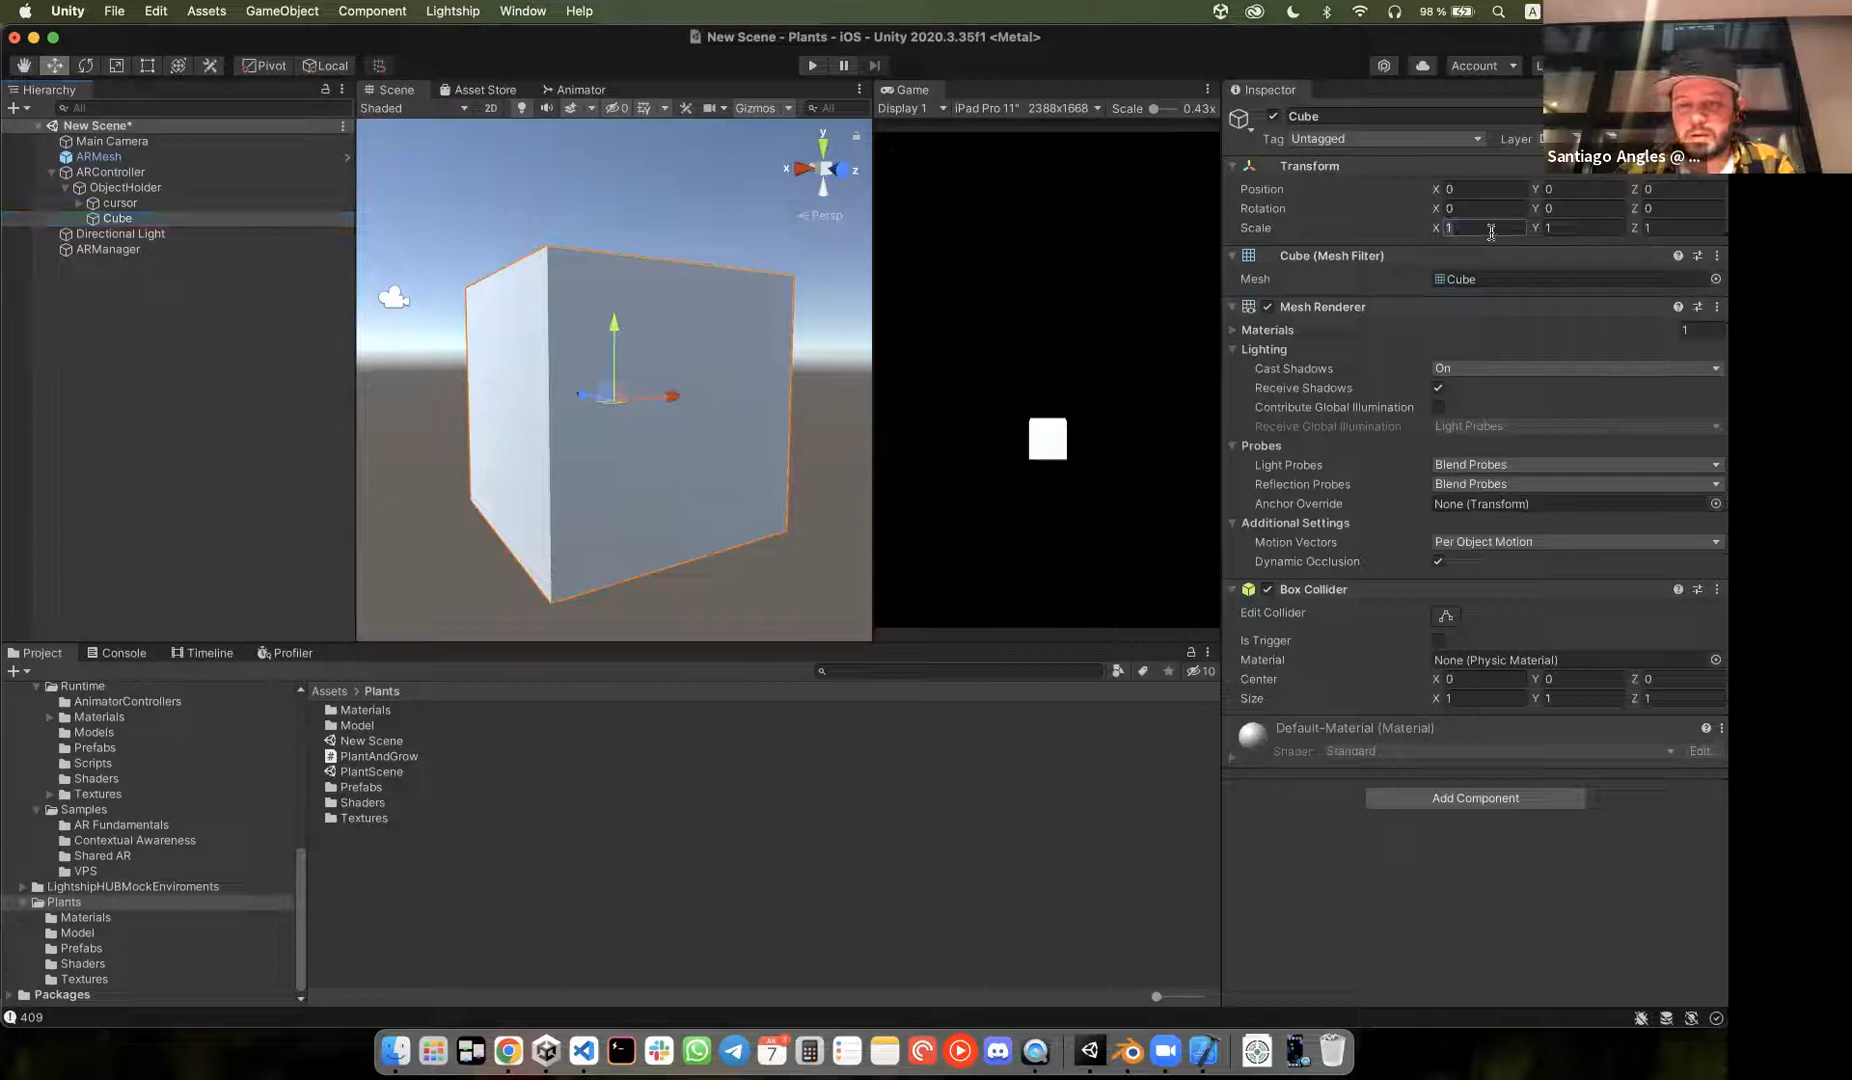 Unity File Edit Assets GameObject Component Lightship Window Help 98 % A
New Scene - Plants - iOS - Unity 2020.3.35f1 <Metal>
Pivot Local Account
Hierarchy Scene Asset Store Animator Game Inspector
All Shaded 2D 0 Gizmos All Display 1 iPad Pro 11" 2388x1668 Scale 0.43x
New Scene*
Main Camera
ARMesh
ARController
ObjectHolder
cursor
Cube
Directional Light
ARManager
y
x z
Persp
Cube
Tag Untagged Layer
Santiago Angles @ ...
Transform
Position X 0 Y 0 Z 0
Rotation X 0 Y 0 Z 0
Scale X 1 Y 1 Z 1
Cube (Mesh Filter)
Mesh Cube
Mesh Renderer
Materials 1
Lighting
Cast Shadows On
Receive Shadows
Contribute Global Illumination
Receive Global Illumination Light Probes
Probes
Light Probes Blend Probes
Reflection Probes Blend Probes
Anchor Override None (Transform)
Additional Settings
Motion Vectors Per Object Motion
Dynamic Occlusion
Box Collider
Edit Collider
Is Trigger
Material None (Physic Material)
Center X 0 Y 0 Z 0
Size X 1 Y 1 Z 1
Default-Material (Material)
Shader Standard Edit...
Add Component
Project Console Timeline Profiler
10
Runtime
AnimatorControllers
Materials
Models
Prefabs
Scripts
Shaders
Textures
Samples
AR Fundamentals
Contextual Awareness
Shared AR
VPS
LightshipHUBMockEnviroments
Plants
Materials
Model
Prefabs
Shaders
Textures
Packages
Assets > Plants
Materials
Model
New Scene
PlantAndGrow
PlantScene
Prefabs
Shaders
Textures
409
7